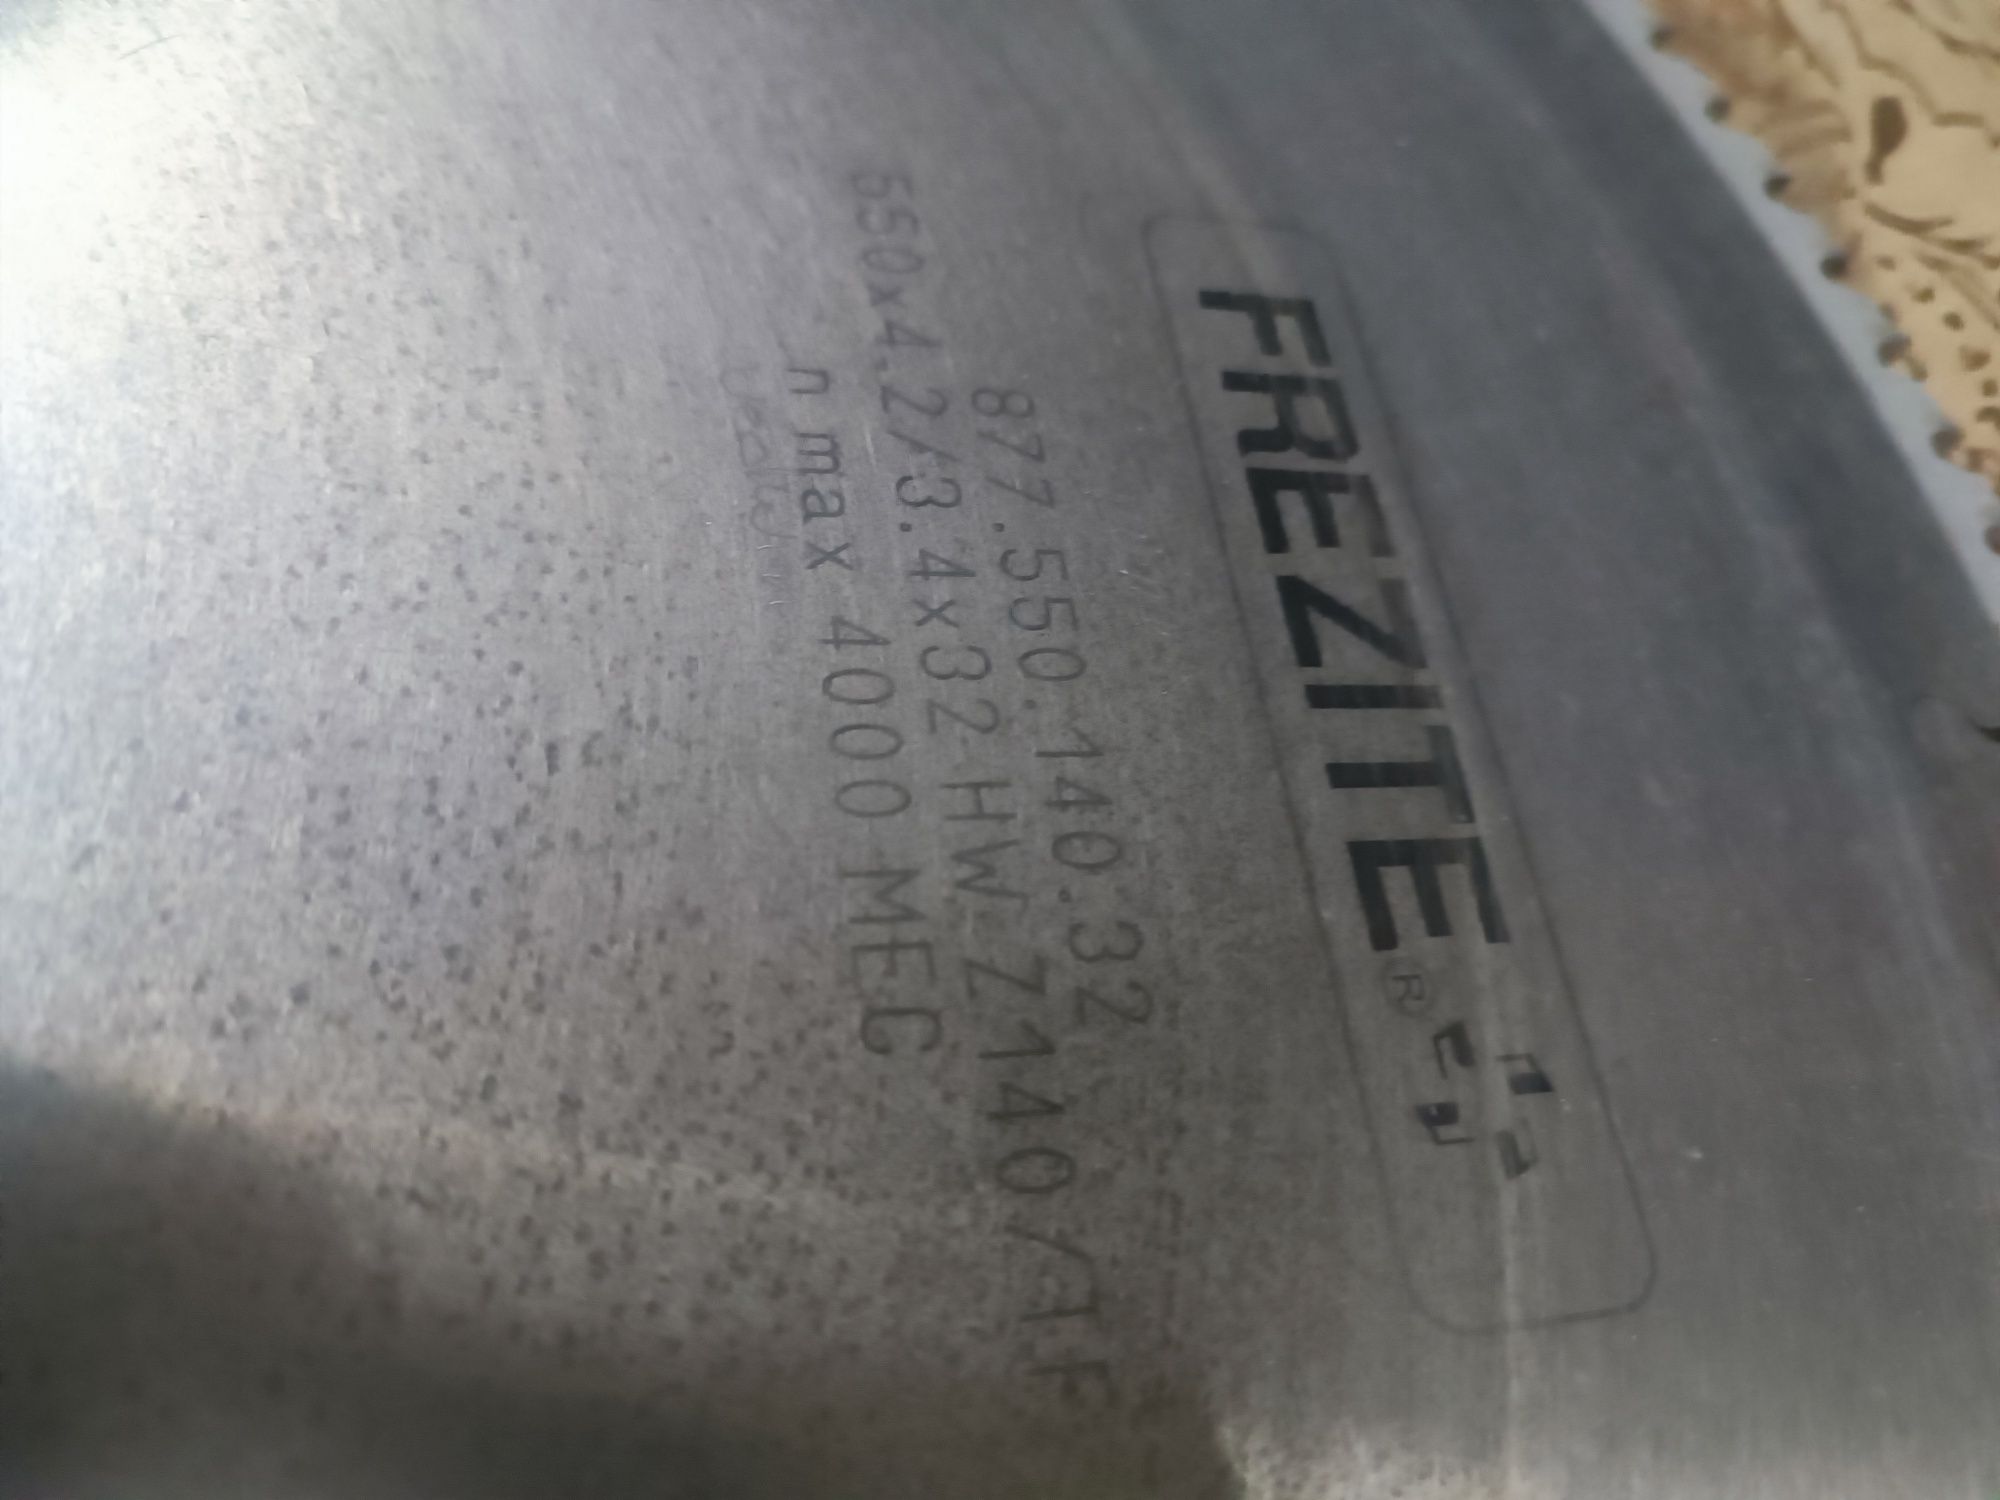 FREZITE®
877.550.140.32
550x4.2/3.4x32 HW Z140/TF
n max 4000 MEC